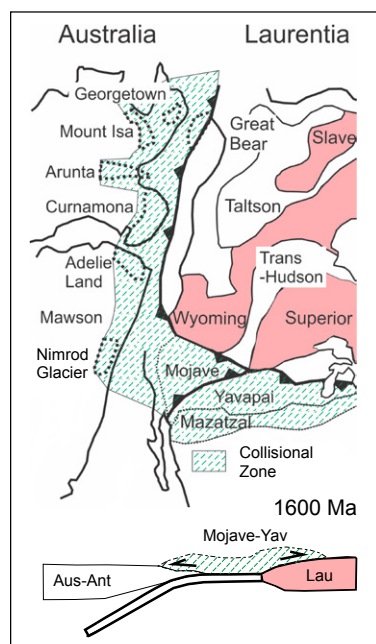 Australia Laurentia
Georgetown
Great
Bear
Mount Isa
Slave
Arunta
Taltson
Curnamona
Trans
-Hudson
Adelie
Land
Mawson
Wyoming Superior
Nimrod
Glacier
Mojave
Yavapai
Mazatzal
Collisional
Zone
1600 Ma
Mojave-Yav
Aus-Ant
Lau